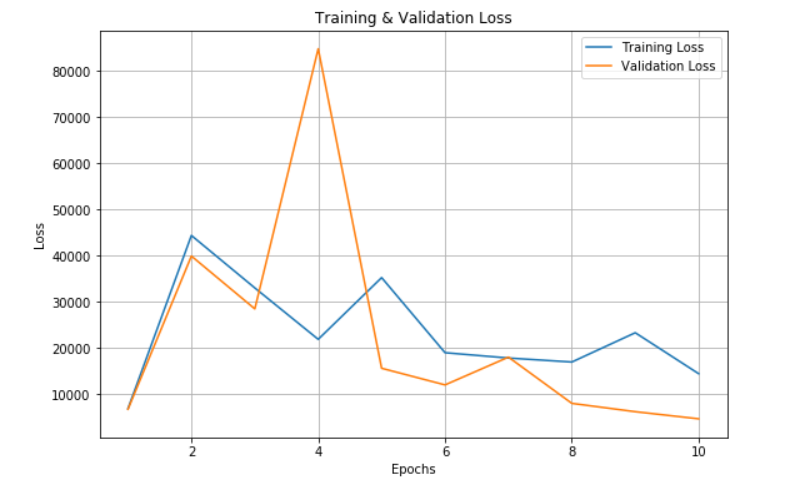 Training & Validation Loss
Training Loss
Validation Loss
80000
70000
60000
50000
40000
30000
20000
10000
Loss
2
4
6
8
10
Epochs